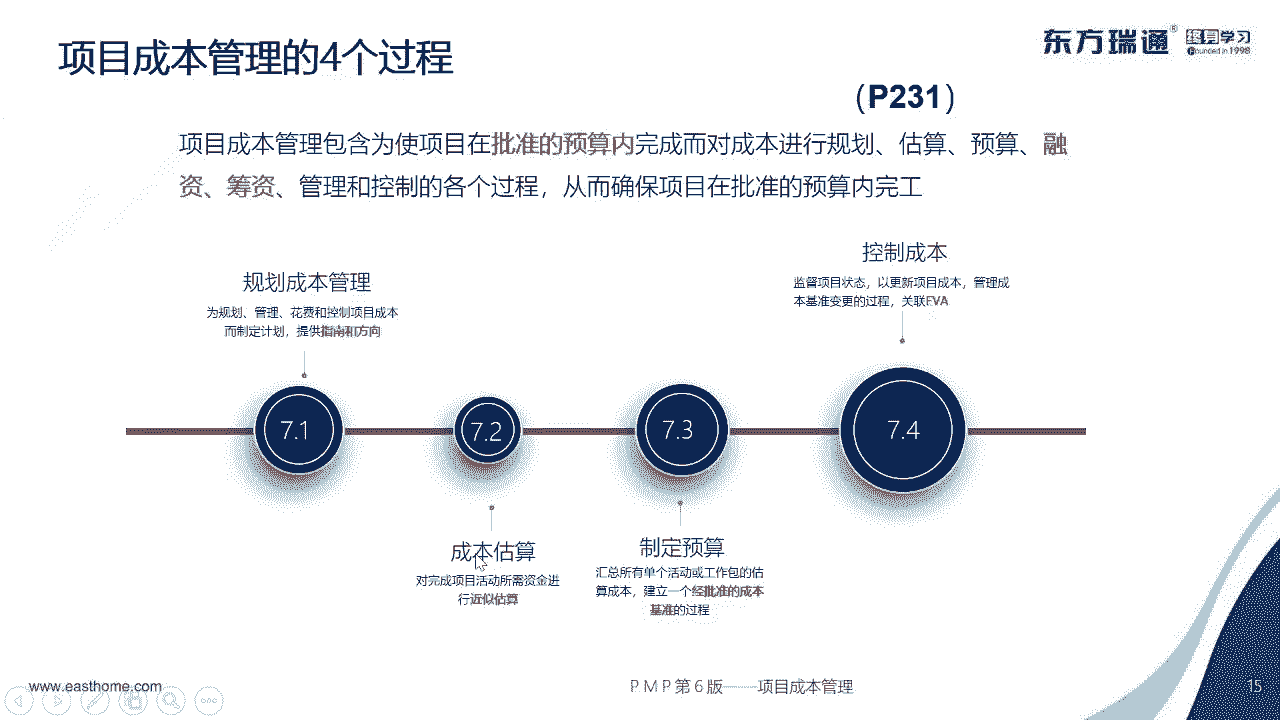 项目成本管理的4个过程
东方瑞通®
终身学习
Founded in 1998
（P231）
项目成本管理包含为使项目在批准的预算内完成而对成本进行规划、估算、预算、融
资、筹资、管理和控制的各个过程，从而确保项目在批准的预算内完工
控制成本
监督项目状态，以更新项目成本，管理成
本基准变更的过程，关联EVA
规划成本管理
为规划、管理、花费和控制项目成本
而制定计划，提供指南和方向
7.1
7.2
7.3
7.4
成本估算
对完成项目活动所需资金进
行近似估算
制定预算
汇总所有单个活动或工作包的估
算成本，建立一个经批准的成本
基准的过程
www.easthome.com
PMP第6版——项目成本管理
15